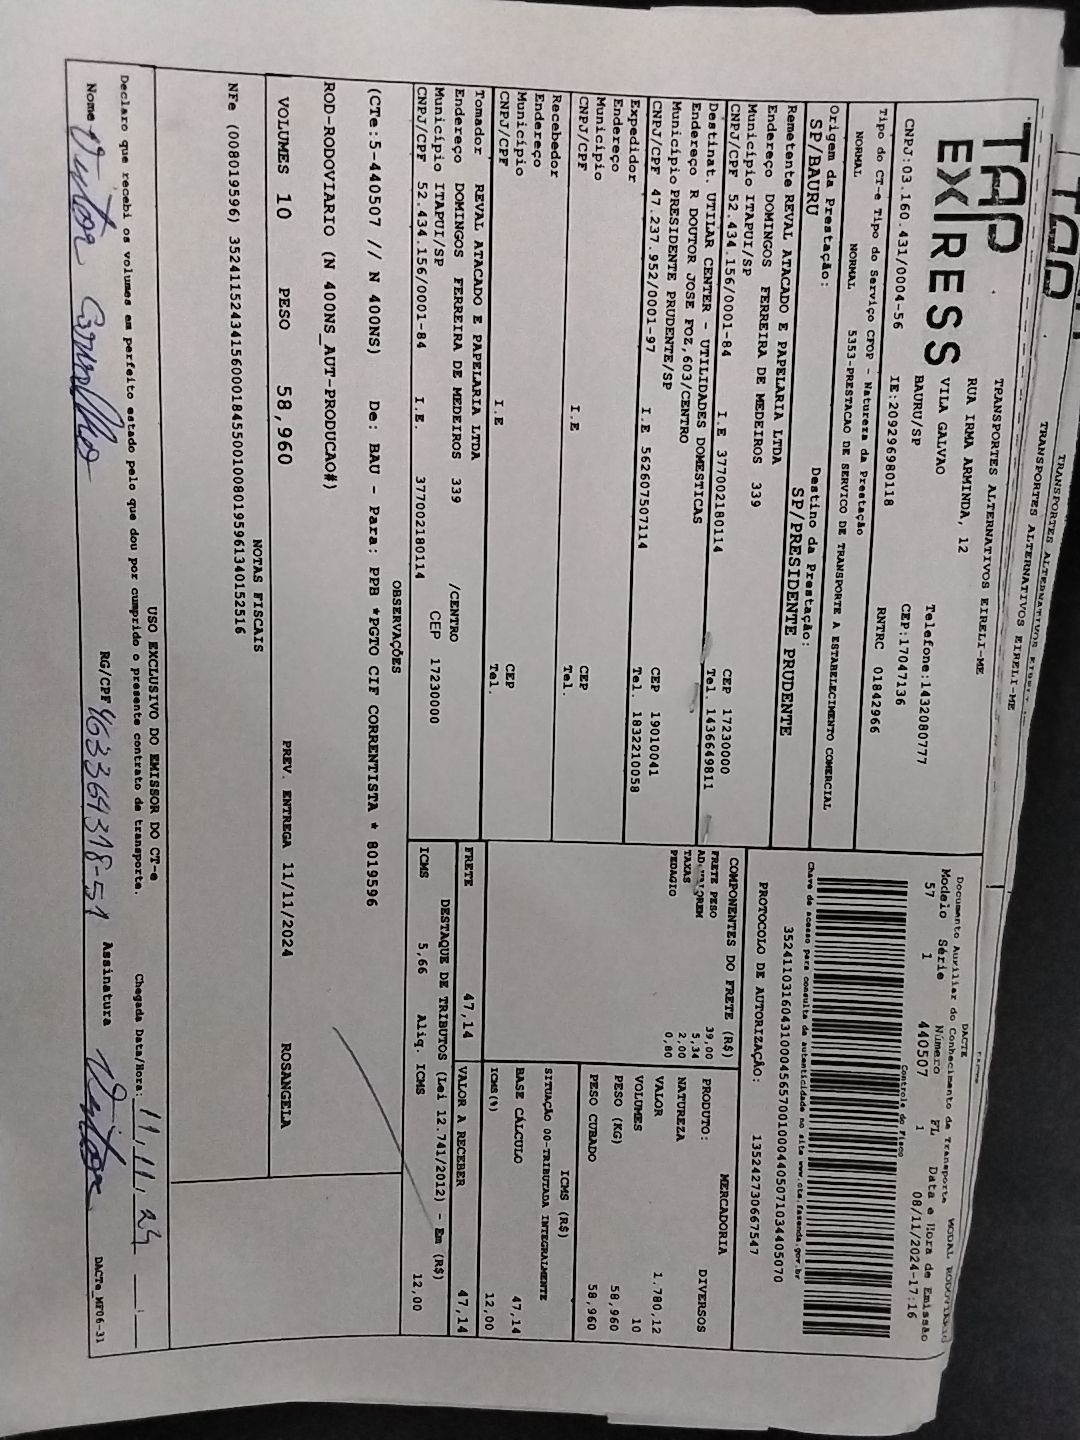 TRANSPORTES ALTERNATIVOS EIRELI-ME
TAP EXPRESS
TRANSPORTES ALTERNATIVOS EIRELI-ME
RUA IRMA ARMINDA, 12
VILA GALVAO Telefone:1432080777
BAURU/SP CEP:17047136
CNPJ:03.160.431/0004-56 IE:209296980118 RNTRC 01842966
DACTE
Documento Auxiliar do Conhecimento de Transporte MODAL
Modelo Série Número FL Data e Hora de Emissão
57 1 440507 1 08/11/2024-17:16
Controle do Fisco
Chave de acesso para consulta de autenticidade no site www.cte.fazenda.gov.br
35241103160431000456570010004405071034405070
PROTOCOLO DE AUTORIZAÇÃO: 135242730667547
Tipo do CT-e Tipo do Serviço CFOP - Natureza da Prestação
NORMAL NORMAL 5353-PRESTACAO DE SERVICO DE TRANSPORTE A ESTABELECIMENTO COMERCIAL
Origem da Prestação: Destino da Prestação:
SP/BAURU SP/PRESIDENTE PRUDENTE
Remetente REVAL ATACADO E PAPELARIA LTDA
Endereço DOMINGOS FERREIRA DE MEDEIROS 339
Município ITAPUI/SP CEP 17230000
CNPJ/CPF 52.434.156/0001-84 I.E 377002180114 Tel. 1436649811
Destinat. UTILAR CENTER - UTILIDADES DOMESTICAS
Endereço R DOUTOR JOSE FOZ,603/CENTRO
Município PRESIDENTE PRUDENTE/SP CEP 19010041
CNPJ/CPF 47.237.952/0001-97 I.E 562607507114 Tel. 1832210058
Expedidor
Endereço
Município CEP
CNPJ/CPF I.E Tel.
Recebedor
Endereço
Município CEP
CNPJ/CPF I.E Tel.
Tomador REVAL ATACADO E PAPELARIA LTDA
Endereço DOMINGOS FERREIRA DE MEDEIROS 339 /CENTRO
Município ITAPUI/SP CEP 17230000
CNPJ/CPF 52.434.156/0001-84 I.E. 377002180114
COMPONENTES DO FRETE (R$)
FRETE PESO 39,00
AD.VALOREM 5,34
TAXAS 2,00
PEDAGIO 0,80
MERCADORIA
PRODUTO: DIVERSOS
NATUREZA
VALOR 1.780,12
VOLUMES 10
PESO (KG) 58,960
PESO CUBADO 58,960
ICMS (R$)
SITUAÇÃO 00-TRIBUTADA INTEGRALMENTE
BASE CÁLCULO 47,14
ICMS(%) 12,00
FRETE 47,14 VALOR A RECEBER 47,14
DESTAQUE DE TRIBUTOS (Lei 12.741/2012) - Em (R$)
ICMS 5,66 Aliq. ICMS 12,00
OBSERVAÇÕES
(CTe:5-440507 // N 400NS) De: BAU - Para: PPB *PGTO CIF CORRENTISTA * 8019596
ROD-RODOVIARIO (N 400NS_AUT-PRODUCAO#)
VOLUMES 10 PESO 58,960 PREV. ENTREGA 11/11/2024 ROSANGELA
NOTAS FISCAIS
NFe (008019596) 35241152434156000184550010080195961340152516
USO EXCLUSIVO DO EMISSOR DO CT-e
Declaro que recebi os volumes em perfeito estado pelo que dou por cumprido o presente contrato de transporte. Chegada Data/Hora: 11/11/24 __:__
Nome Vitor RG/CPF 463364318-51 Assinatura Vitor
DACTe_MF06-31